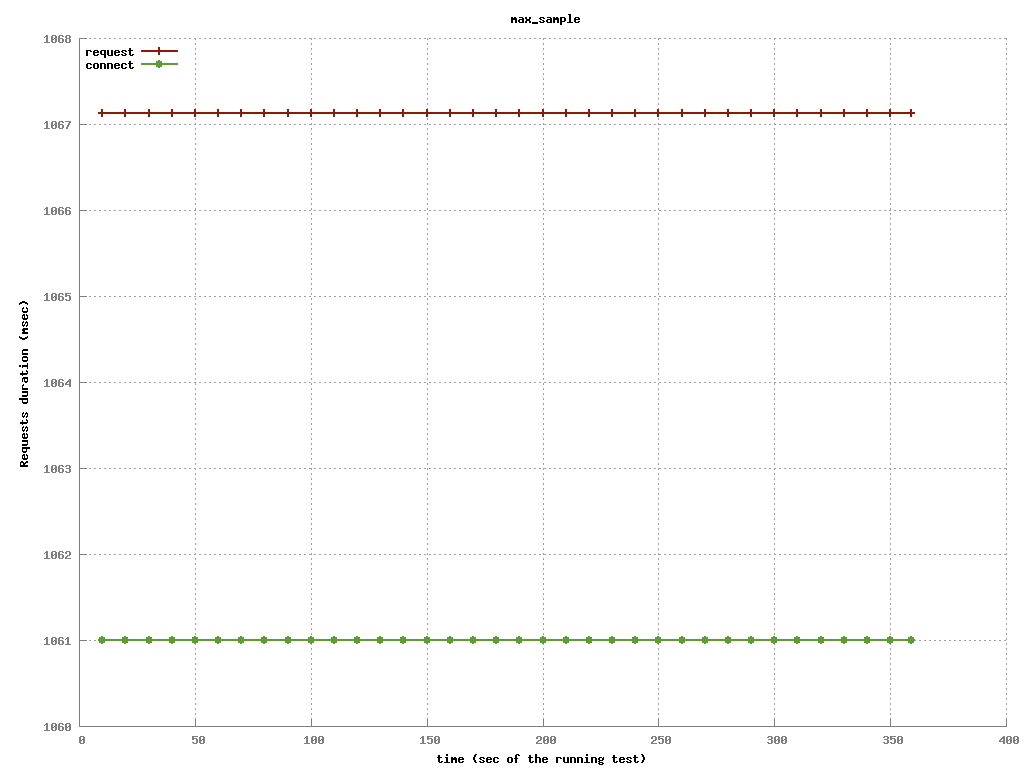 max_sample
1068
request
connect
1067
1066
1065
1064
1063
1062
1061
1060
Requests duration (msec)
0 50 100 150 200 250 300 350 400
time (sec of the running test)